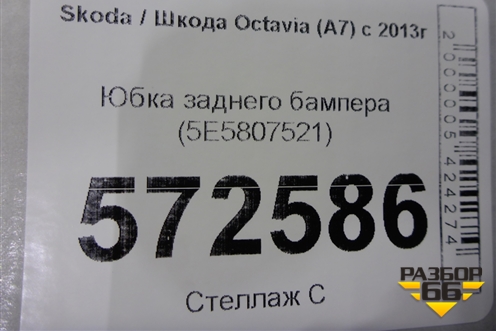 Skoda / Шкода Octavia (A7) с 2013г
Юбка заднего бампера
(5E5807521)
572586
Стеллаж С
2000005424274
РАЗБОР
66